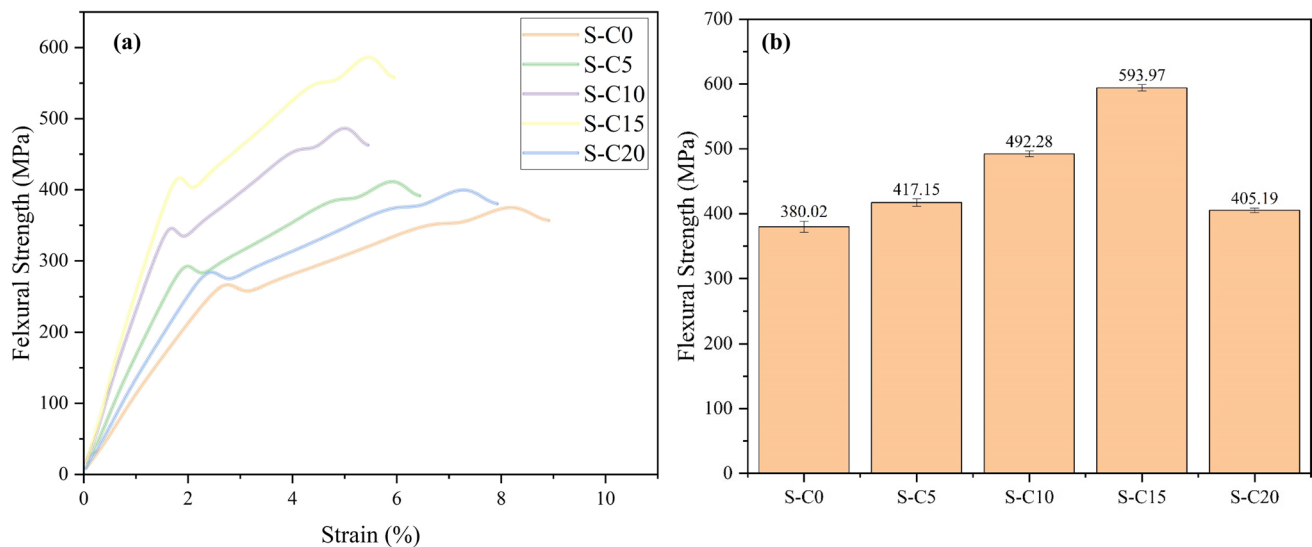 (a)
S-C0
S-C5
S-C10
S-C15
S-C20
600
500
400
300
200
100
0
Felxural Strength (MPa)
0 2 4 6 8 10
Strain (%)
(b)
700
600
500
400
300
200
100
0
Flexural Strength (MPa)
380.02
417.15
492.28
593.97
405.19
S-C0 S-C5 S-C10 S-C15 S-C20